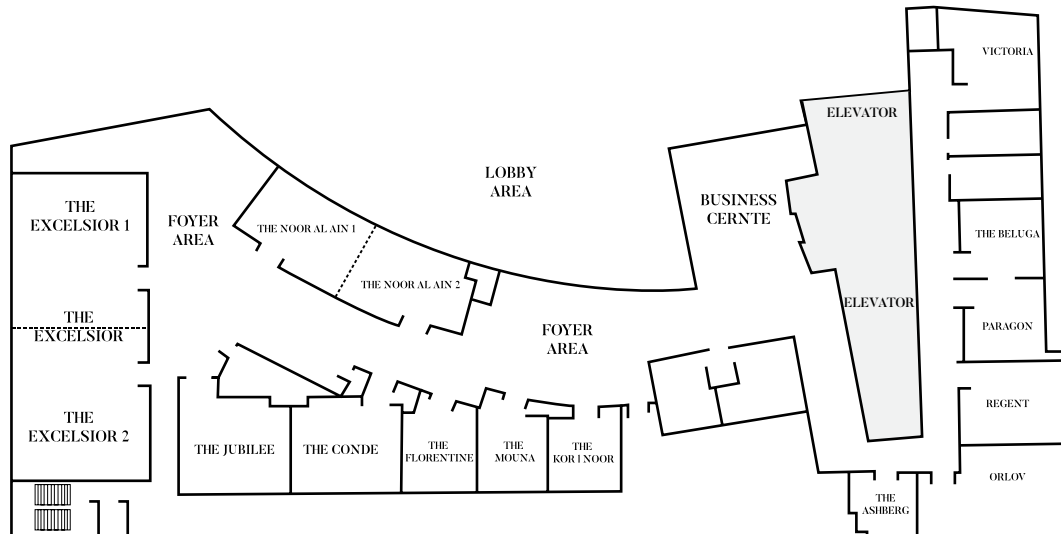 VICTORIA
ELEVATOR
LOBBY
AREA
THE
EXCELSIOR 1
FOYER
AREA
THE NOOR AL AIN 1
BUSINESS
CERNTE
THE BELUGA
THE NOOR AL AIN 2
ELEVATOR
THE
EXCELSIOR
FOYER
AREA
PARAGON
THE
EXCELSIOR 2
REGENT
THE JUBILEE
THE CONDE
THE
FLORENTINE
THE
MOUNA
THE
KOR I NOOR
ORLOV
THE
ASHBERG